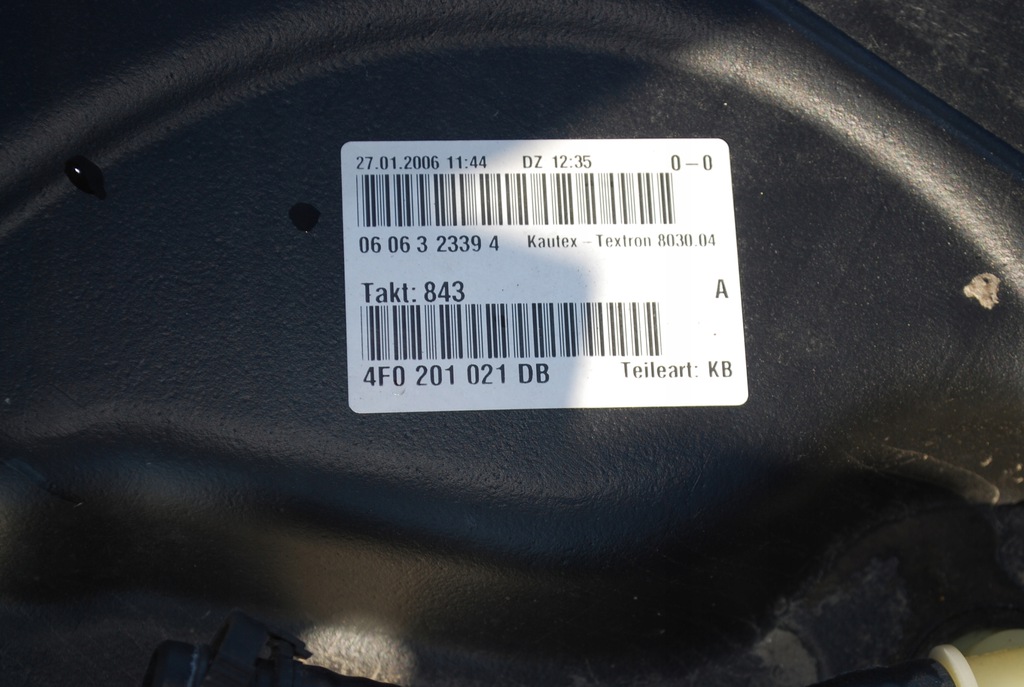 27.01.2006 11:44 DZ 12:35 0-0
06 06 3 2339 4 Kautex - Textron 8030.04
Takt: 843 A
4F0 201 021 DB Teileart: KB